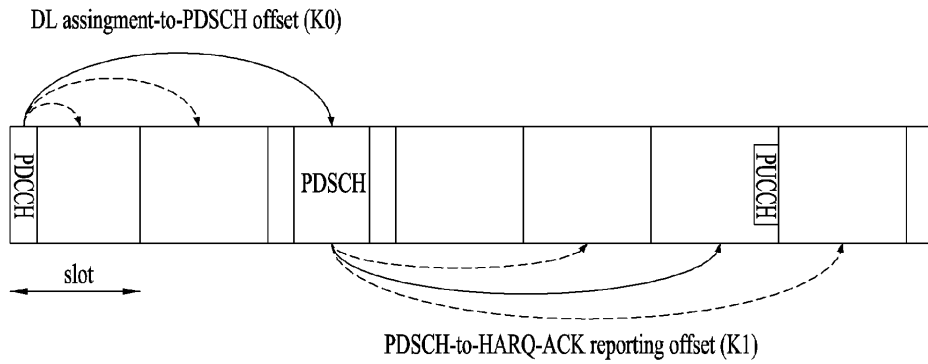 DL assingment-to-PDSCH offset (K0)
PDCCH
PDSCH
PUCCH
slot
PDSCH-to-HARQ-ACK reporting offset (K1)